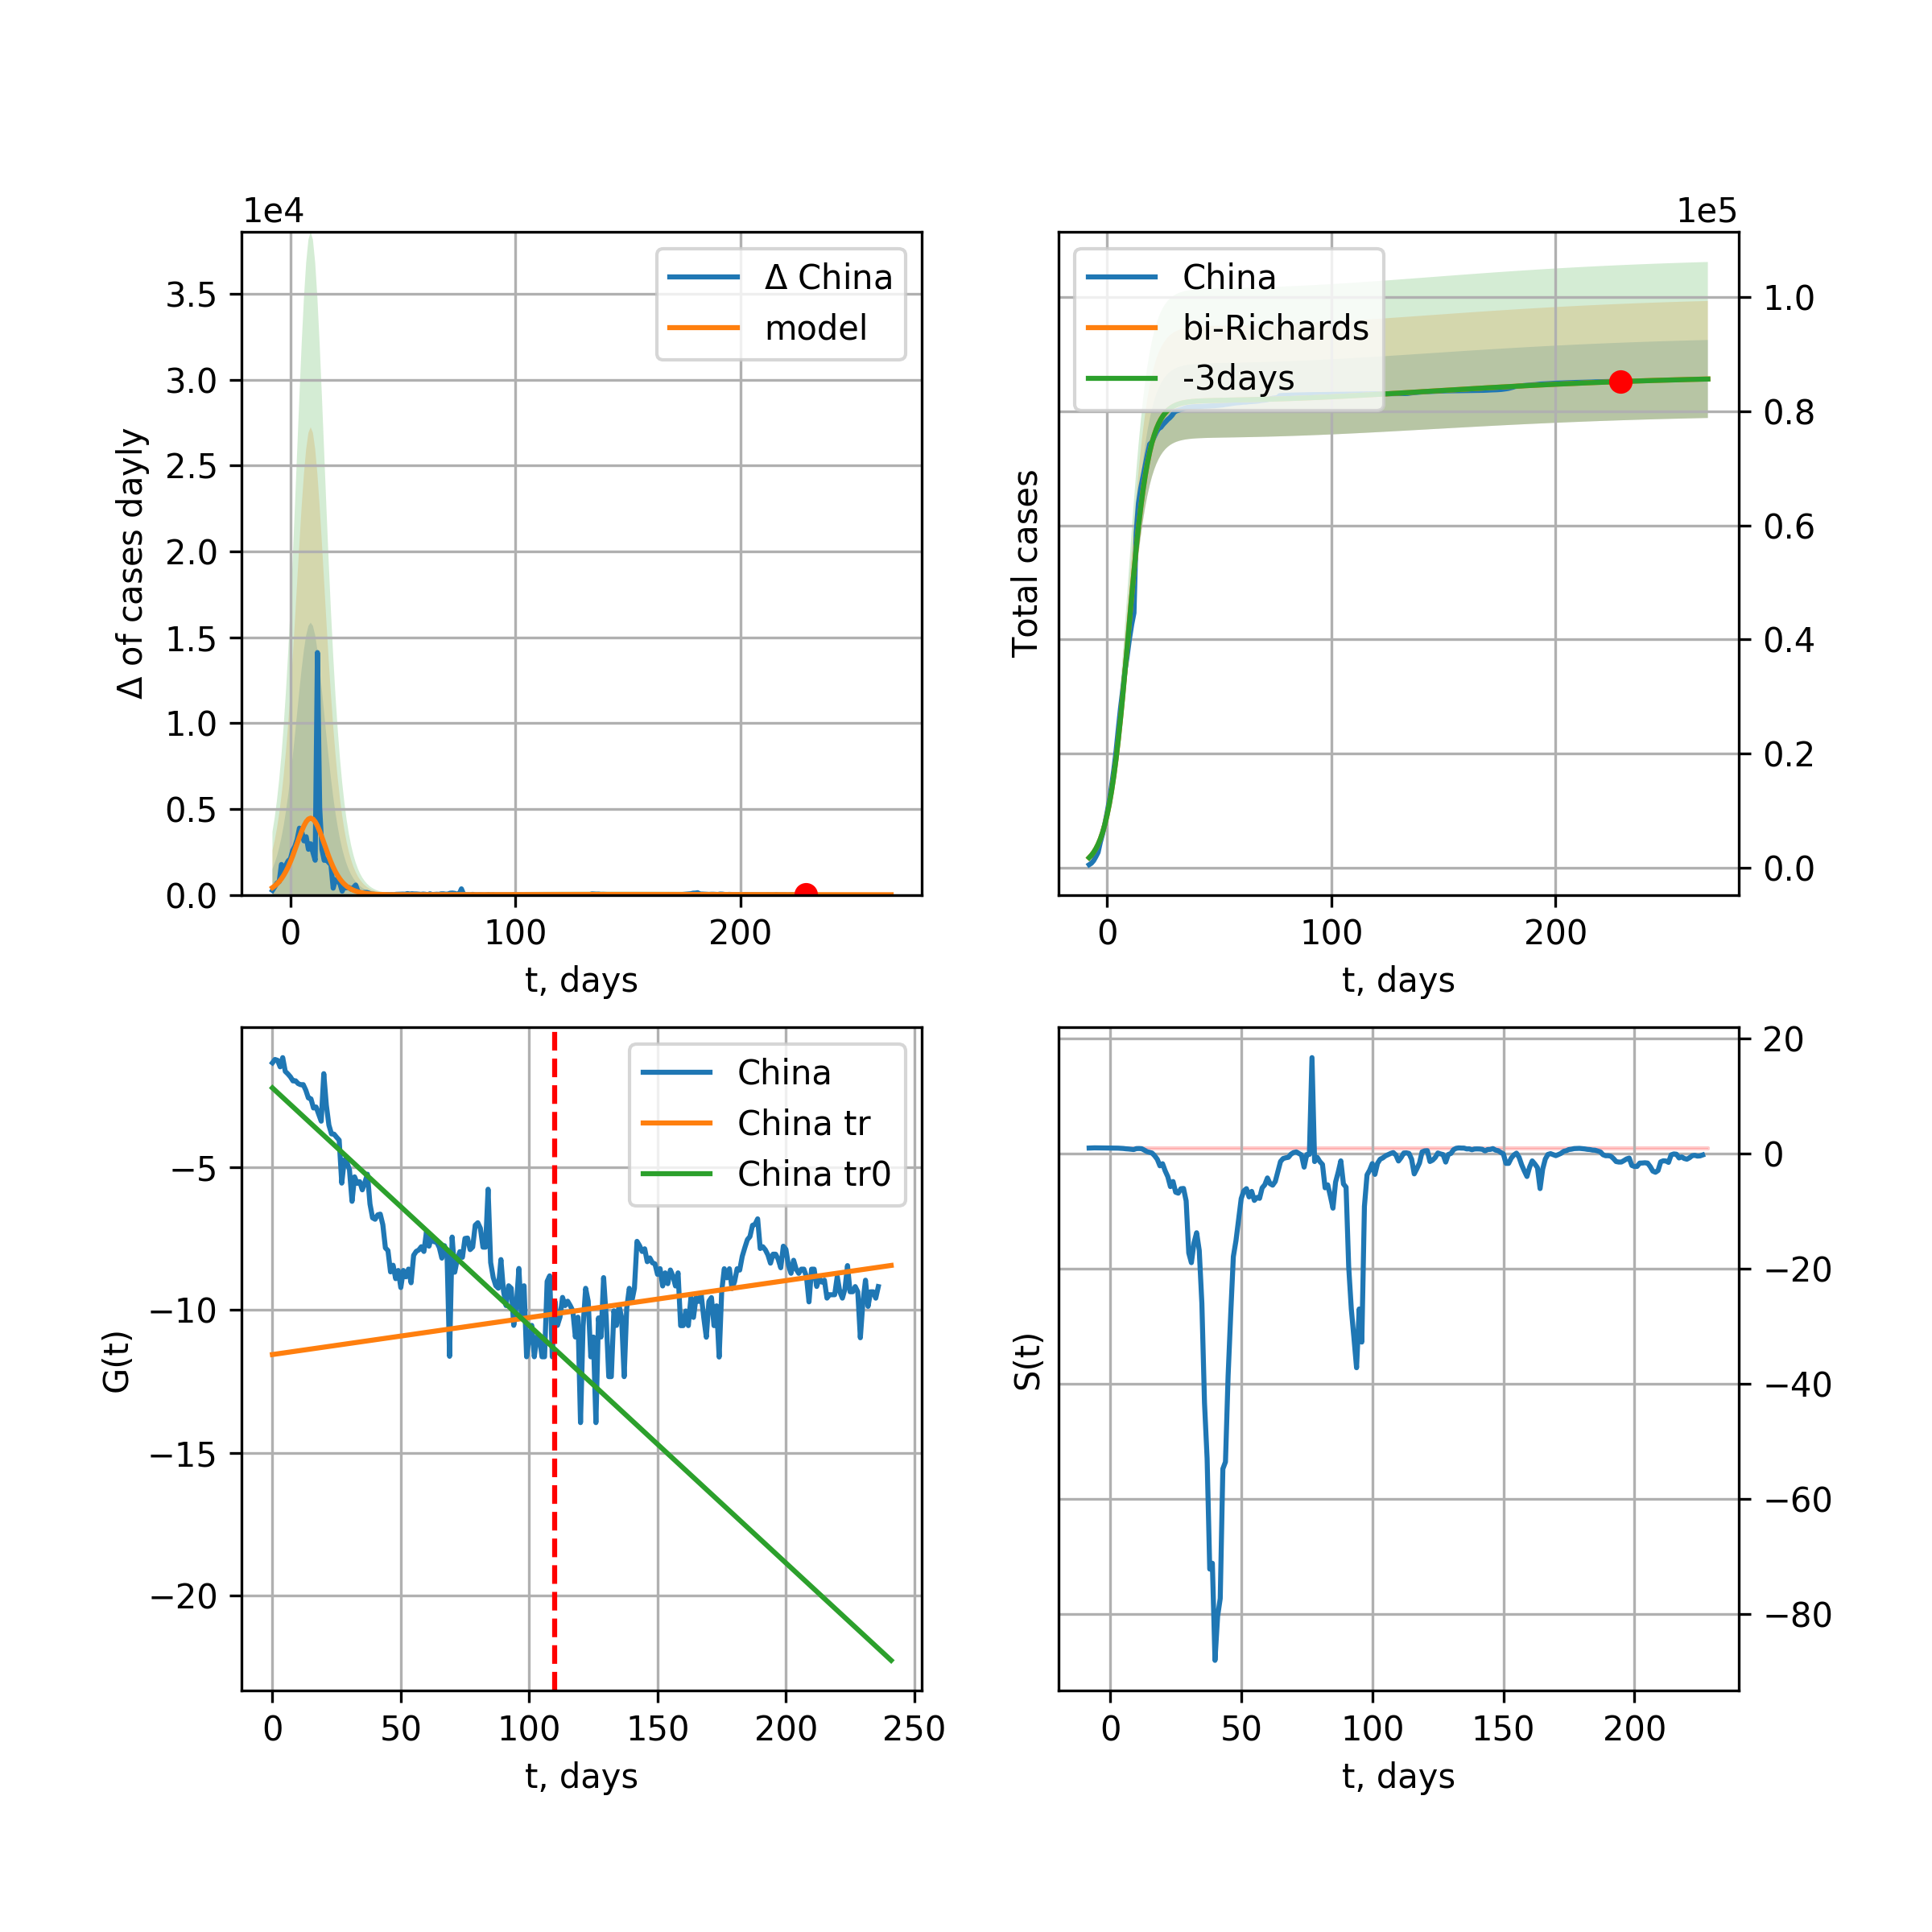 1e4
3.5
3.0
2.5
2.0
1.5
1.0
0.5
0.0
Δ of cases dayly
0 100 200
t, days
Δ China
model
1e5
China
bi-Richards
-3days
Total cases
1.0
0.8
0.6
0.4
0.2
0.0
0 100 200
t, days
−5
−10
−15
−20
G(t)
0 50 100 150 200 250
t, days
China
China tr
China tr0
S(t)
20
0
−20
−40
−60
−80
0 50 100 150 200
t, days